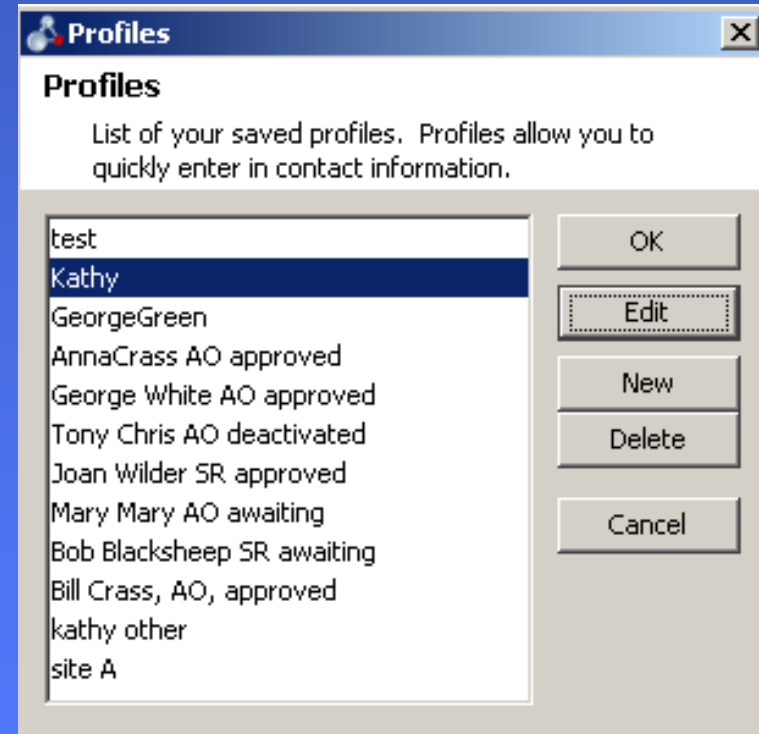 Profiles
Profiles
List of your saved profiles.  Profiles allow you to
quickly enter in contact information.
test
Kathy
GeorgeGreen
AnnaCrass AO approved
George White AO approved
Tony Chris AO deactivated
Joan Wilder SR approved
Mary Mary AO awaiting
Bob Blacksheep SR awaiting
Bill Crass, AO, approved
kathy other
site A
OK
Edit
New
Delete
Cancel